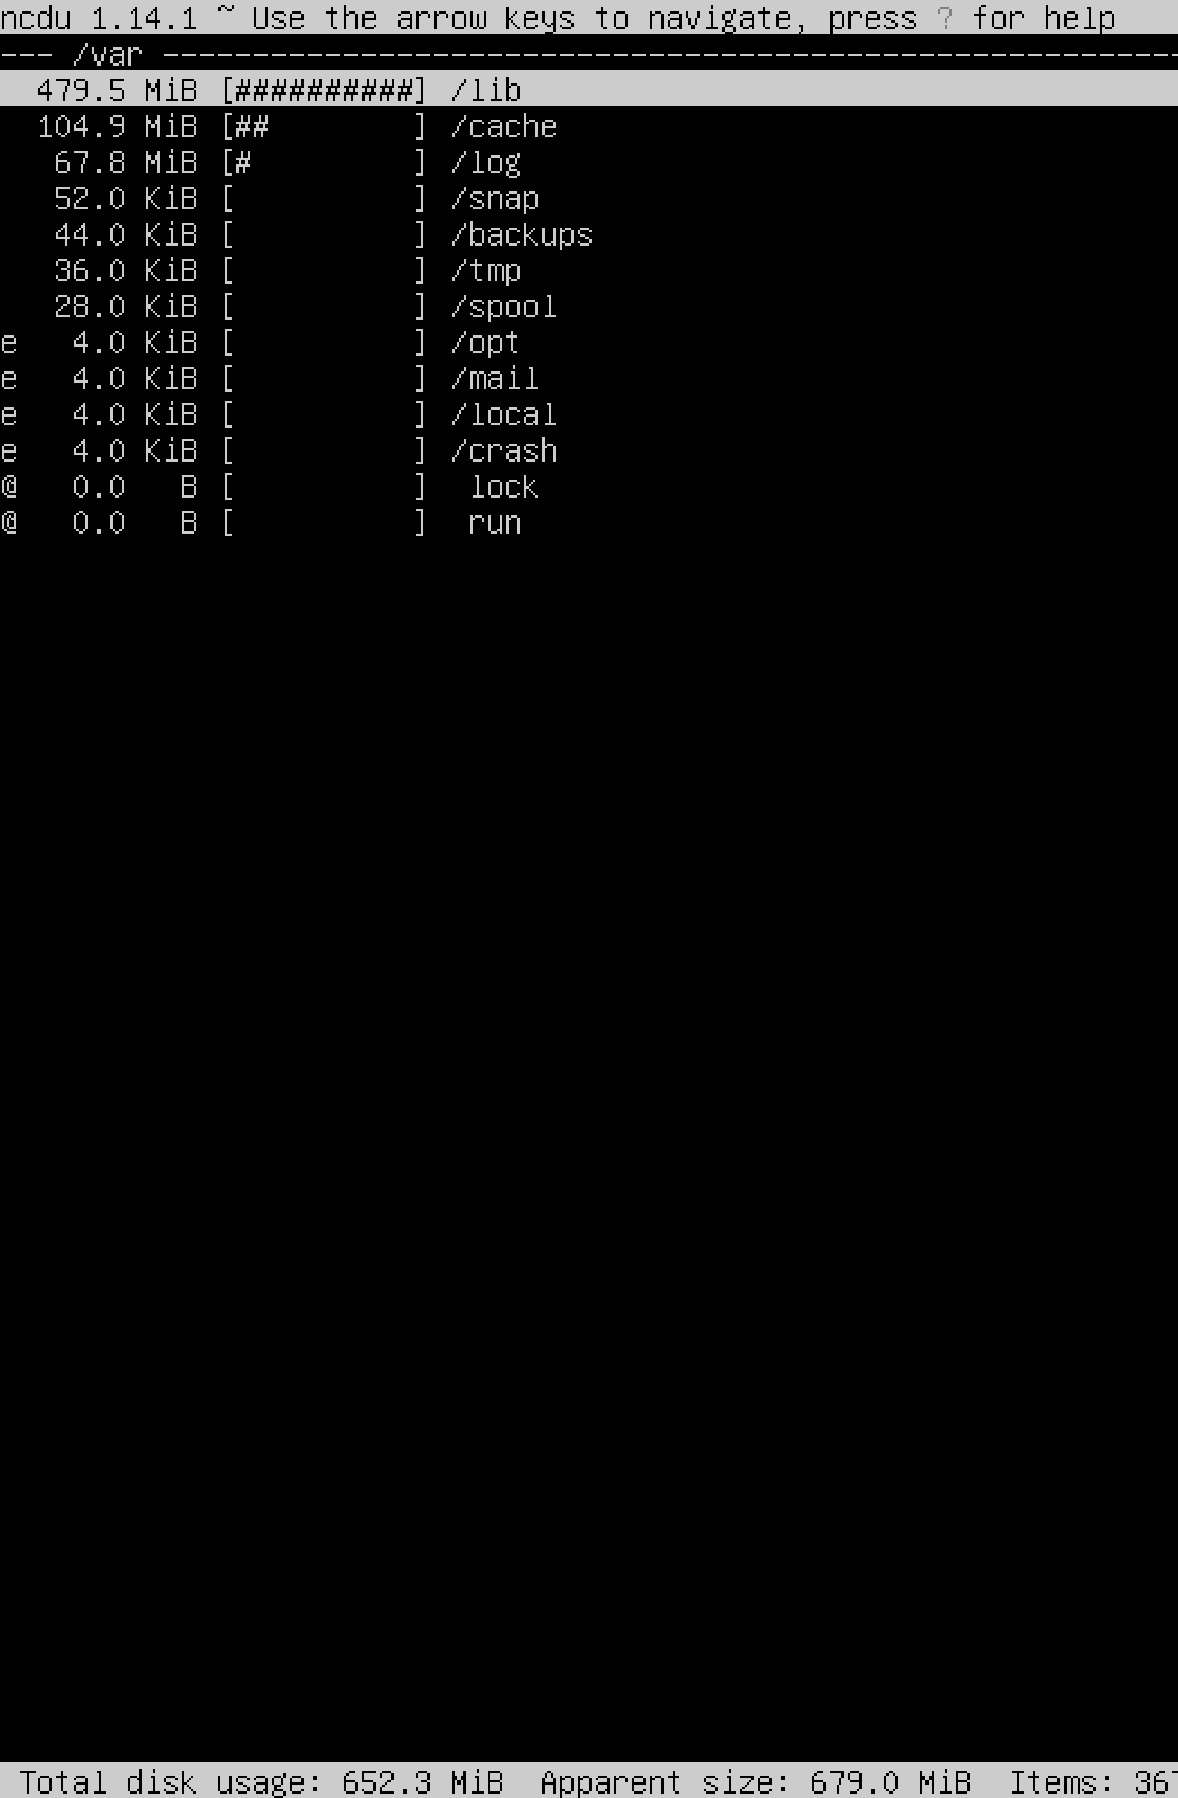 ncdu 1.14.1 ~ Use the arrow keys to navigate, press ? for help
--- /var ---------------------------------------------------------
  479.5 MiB [##########] /lib
  104.9 MiB [##        ] /cache
   67.8 MiB [#         ] /log
   52.0 KiB [          ] /snap
   44.0 KiB [          ] /backups
   36.0 KiB [          ] /tmp
   28.0 KiB [          ] /spool
e   4.0 KiB [          ] /opt
e   4.0 KiB [          ] /mail
e   4.0 KiB [          ] /local
e   4.0 KiB [          ] /crash
@   0.0   B [          ]  lock
@   0.0   B [          ]  run
Total disk usage: 652.3 MiB  Apparent size: 679.0 MiB  Items: